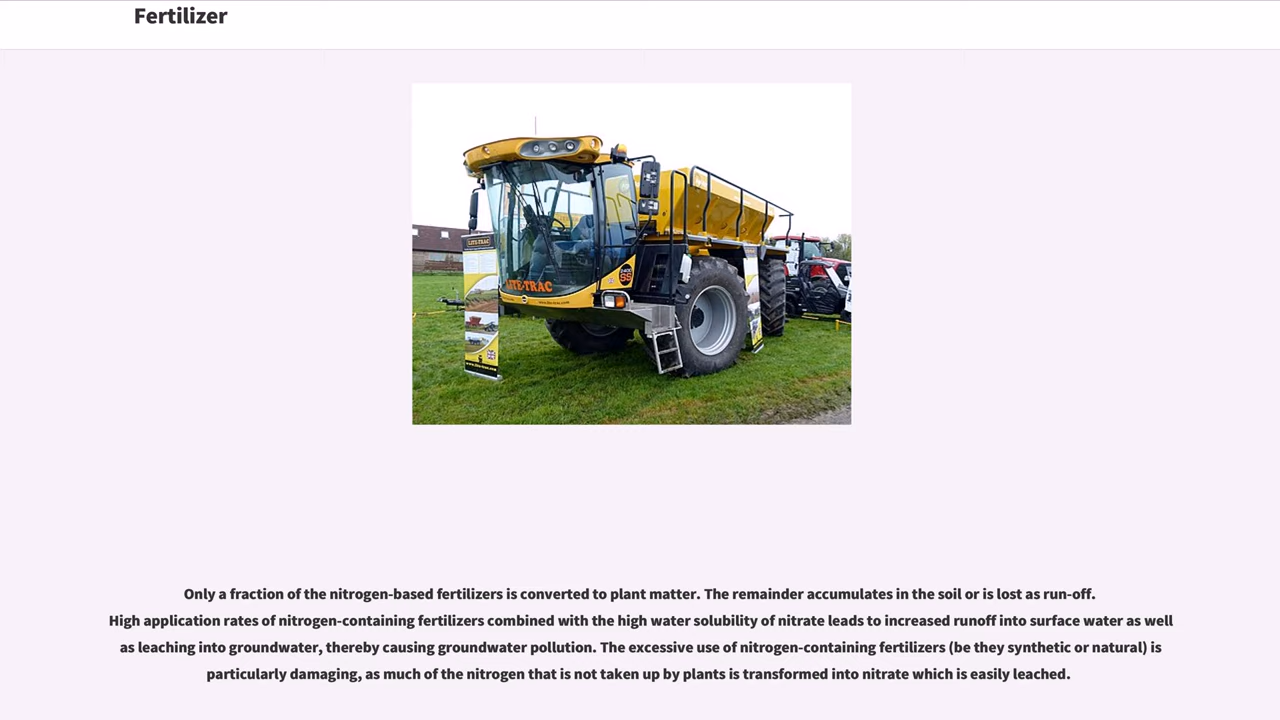 Fertilizer
LITE-TRAC
LITE-TRAC
SS
Only a fraction of the nitrogen-based fertilizers is converted to plant matter. The remainder accumulates in the soil or is lost as run-off.
High application rates of nitrogen-containing fertilizers combined with the high water solubility of nitrate leads to increased runoff into surface water as well
as leaching into groundwater, thereby causing groundwater pollution. The excessive use of nitrogen-containing fertilizers (be they synthetic or natural) is
particularly damaging, as much of the nitrogen that is not taken up by plants is transformed into nitrate which is easily leached.